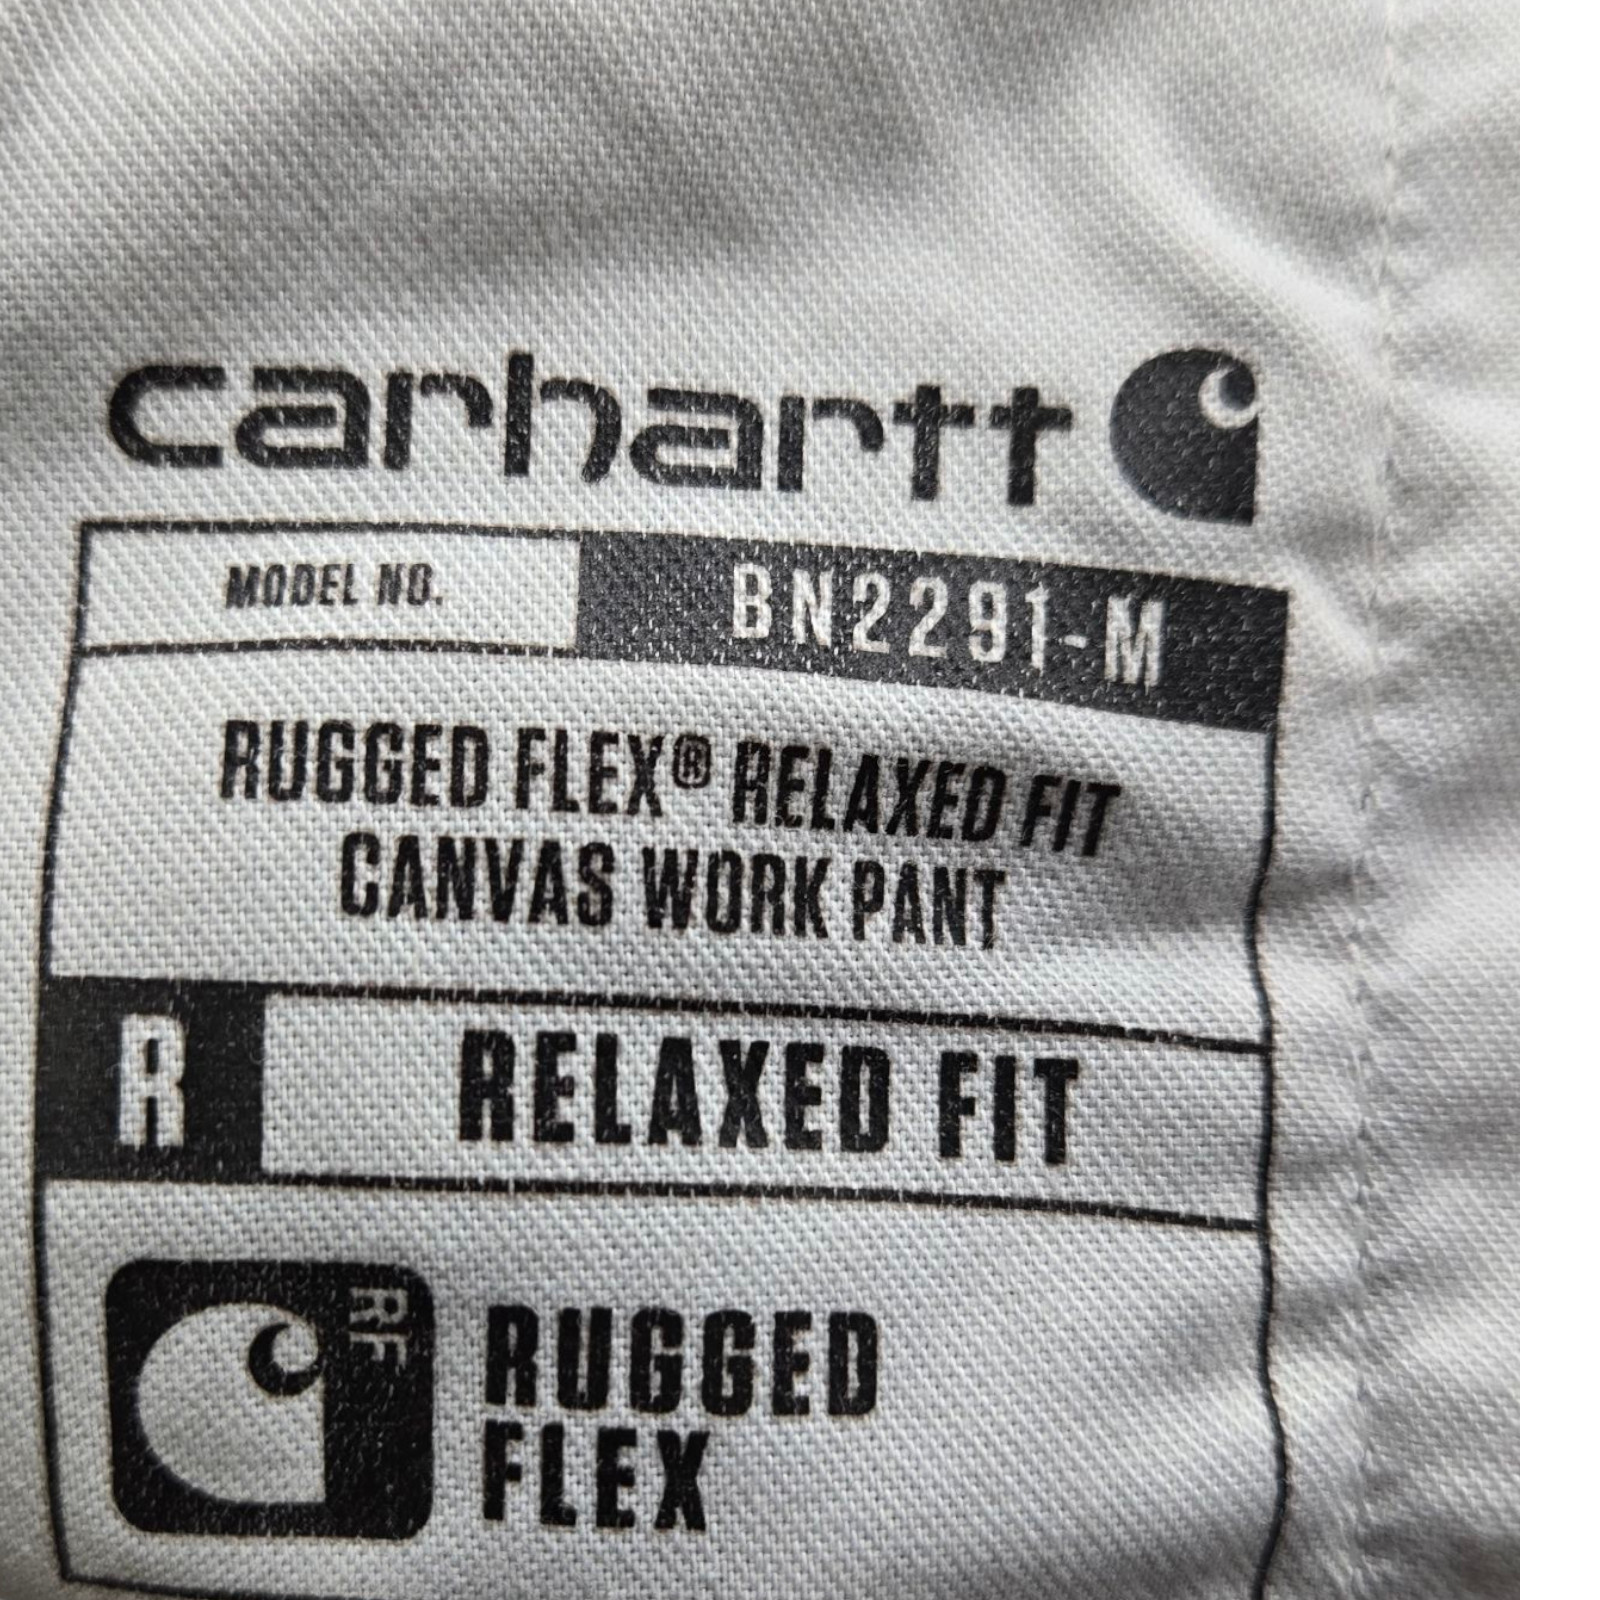 carhartt
MODEL NO. BN2291-M
RUGGED FLEX® RELAXED FIT
CANVAS WORK PANT
R RELAXED FIT
RF
RUGGED
FLEX